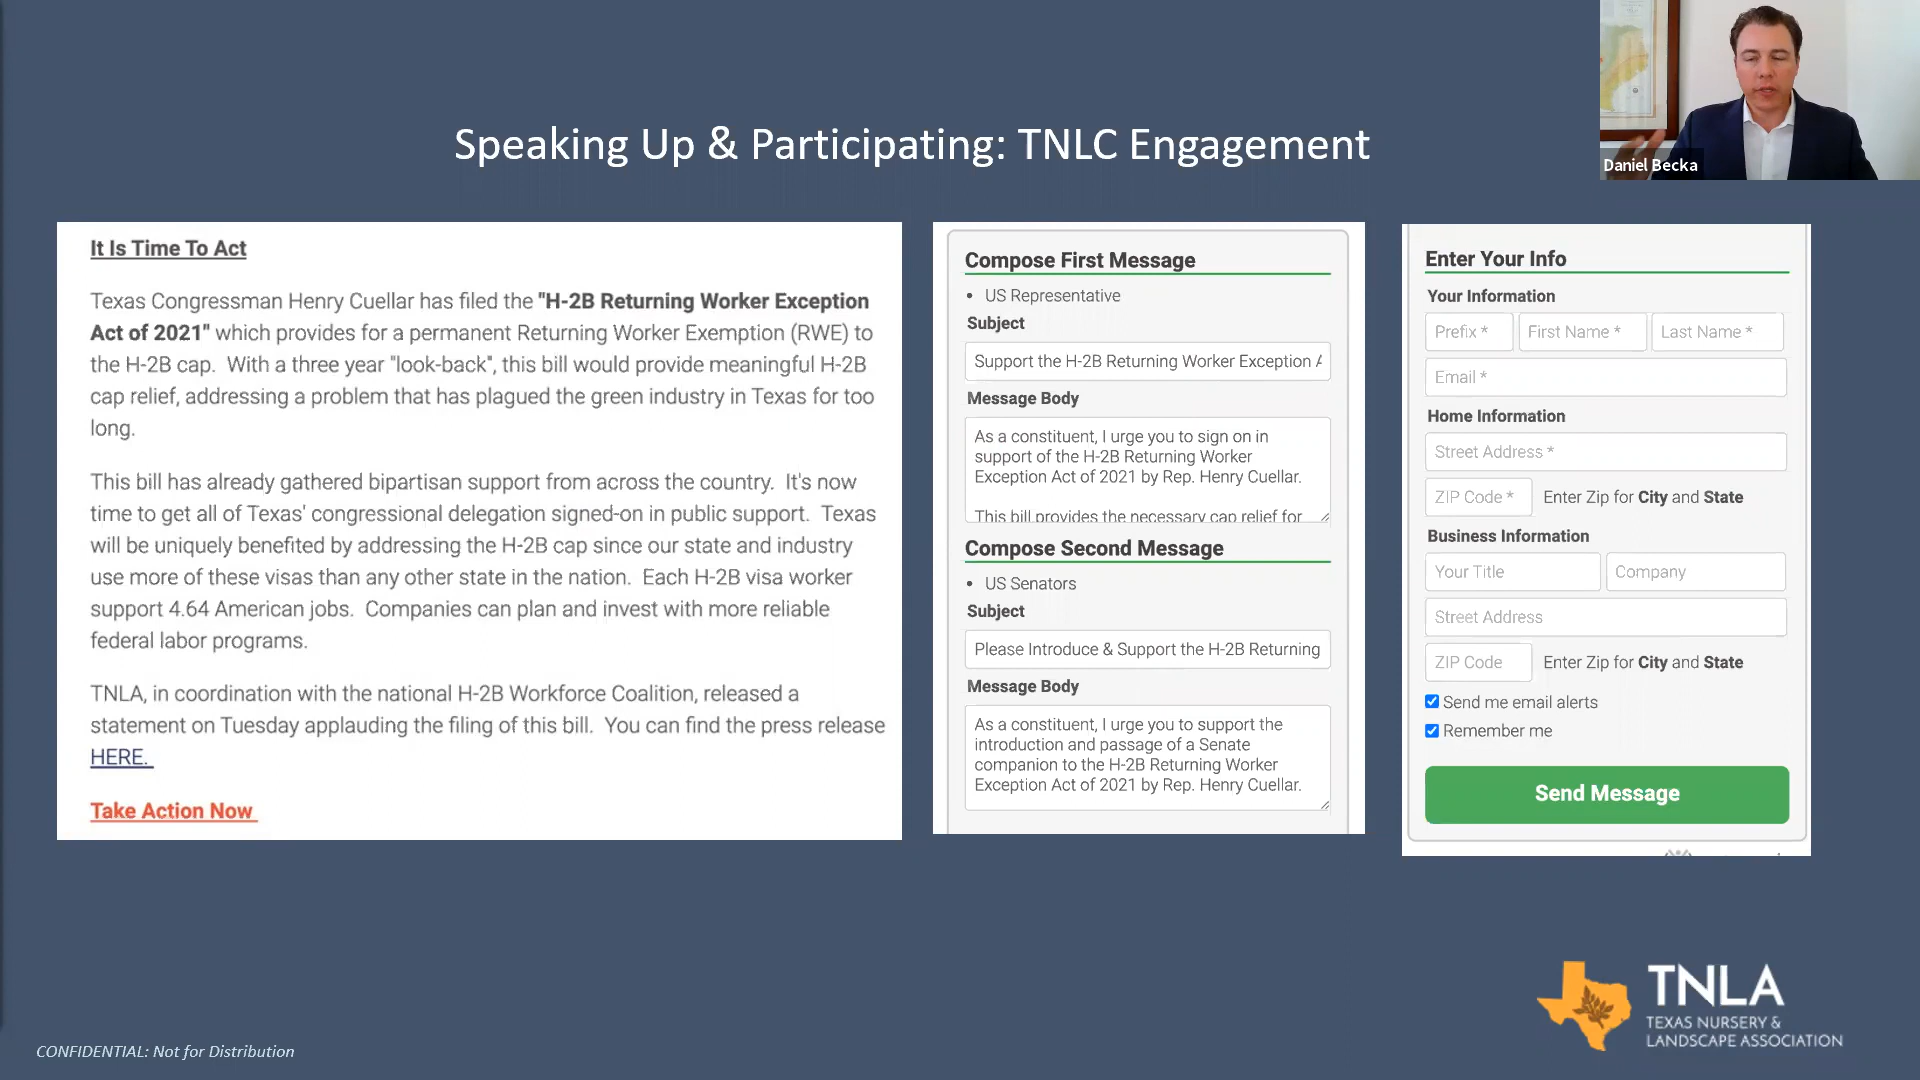 Speaking Up & Participating: TNLC Engagement
Daniel Becka
It Is Time To Act
Texas Congressman Henry Cuellar has filed the "H-2B Returning Worker Exception
Act of 2021" which provides for a permanent Returning Worker Exemption (RWE) to
the H-2B cap. With a three year "look-back", this bill would provide meaningful H-2B
cap relief, addressing a problem that has plagued the green industry in Texas for too
long.
This bill has already gathered bipartisan support from across the country. It's now
time to get all of Texas' congressional delegation signed-on in public support. Texas
will be uniquely benefited by addressing the H-2B cap since our state and industry
use more of these visas than any other state in the nation. Each H-2B visa worker
support 4.64 American jobs. Companies can plan and invest with more reliable
federal labor programs.
TNLA, in coordination with the national H-2B Workforce Coalition, released a
statement on Tuesday applauding the filing of this bill. You can find the press release
HERE.
Take Action Now
Compose First Message
• US Representative
Subject
Support the H-2B Returning Worker Exception
Message Body
As a constituent, I urge you to sign on in
support of the H-2B Returning Worker
Exception Act of 2021 by Rep. Henry Cuellar.
This bill provides the necessary cap relief for
Compose Second Message
• US Senators
Subject
Please Introduce & Support the H-2B Returning
Message Body
As a constituent, I urge you to support the
introduction and passage of a Senate
companion to the H-2B Returning Worker
Exception Act of 2021 by Rep. Henry Cuellar.
Enter Your Info
Your Information
Prefix * First Name * Last Name *
Email *
Home Information
Street Address *
ZIP Code * Enter Zip for City and State
Business Information
Your Title Company
Street Address
ZIP Code Enter Zip for City and State
Send me email alerts
Remember me
Send Message
TNLA
TEXAS NURSERY &
LANDSCAPE ASSOCIATION
CONFIDENTIAL: Not for Distribution